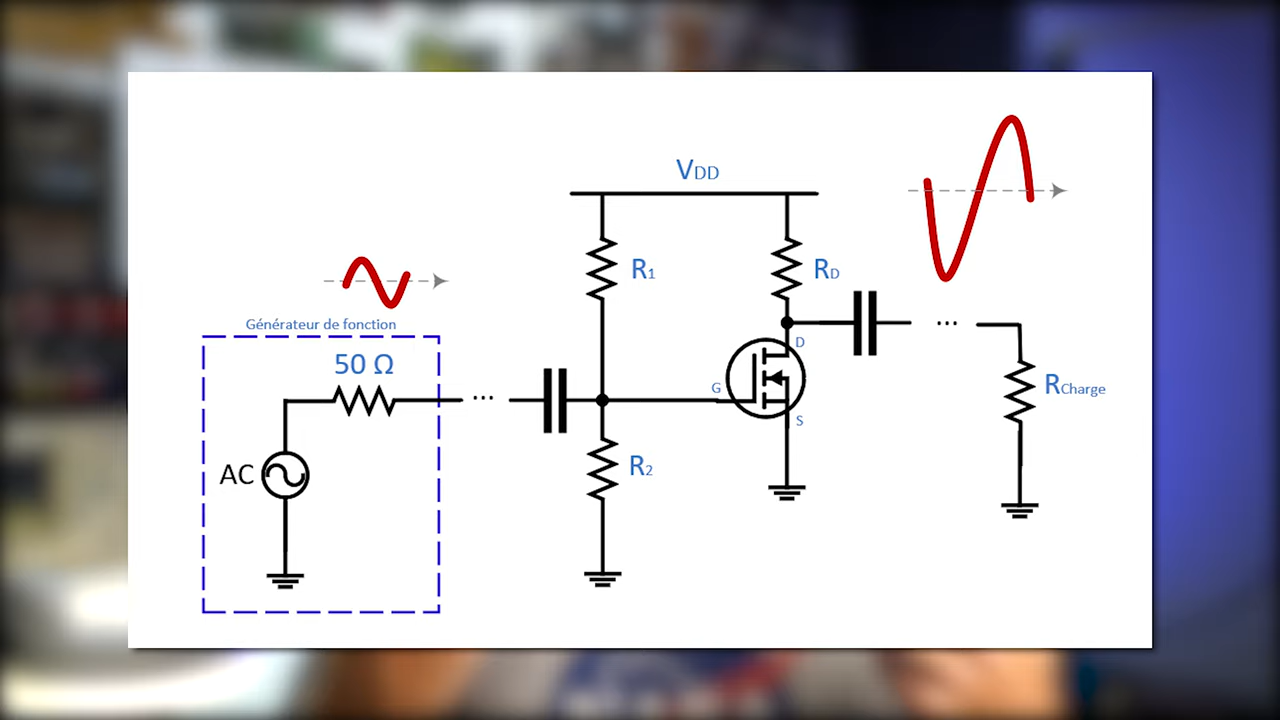 VDD
R1
RD
Générateur de fonction
50 Ω
...
...
D
G
S
RCharge
AC
R2